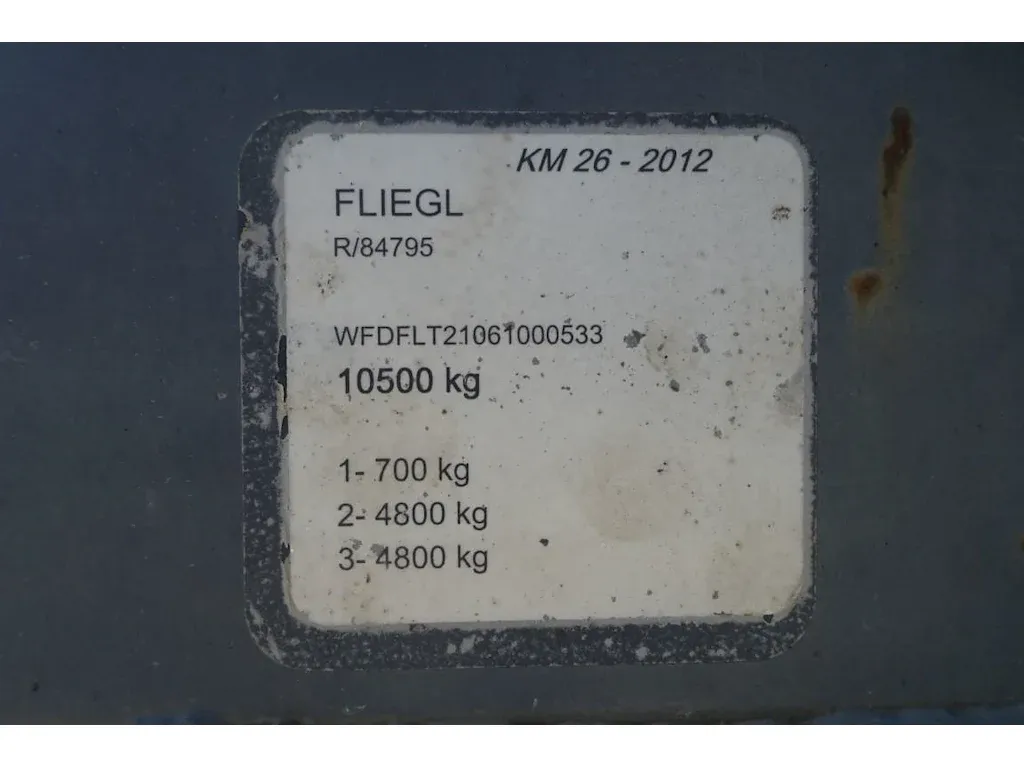 KM 26 - 2012
FLIEGL
R/84795
WFDFLT21061000533
10500 kg
1- 700 kg
2- 4800 kg
3- 4800 kg